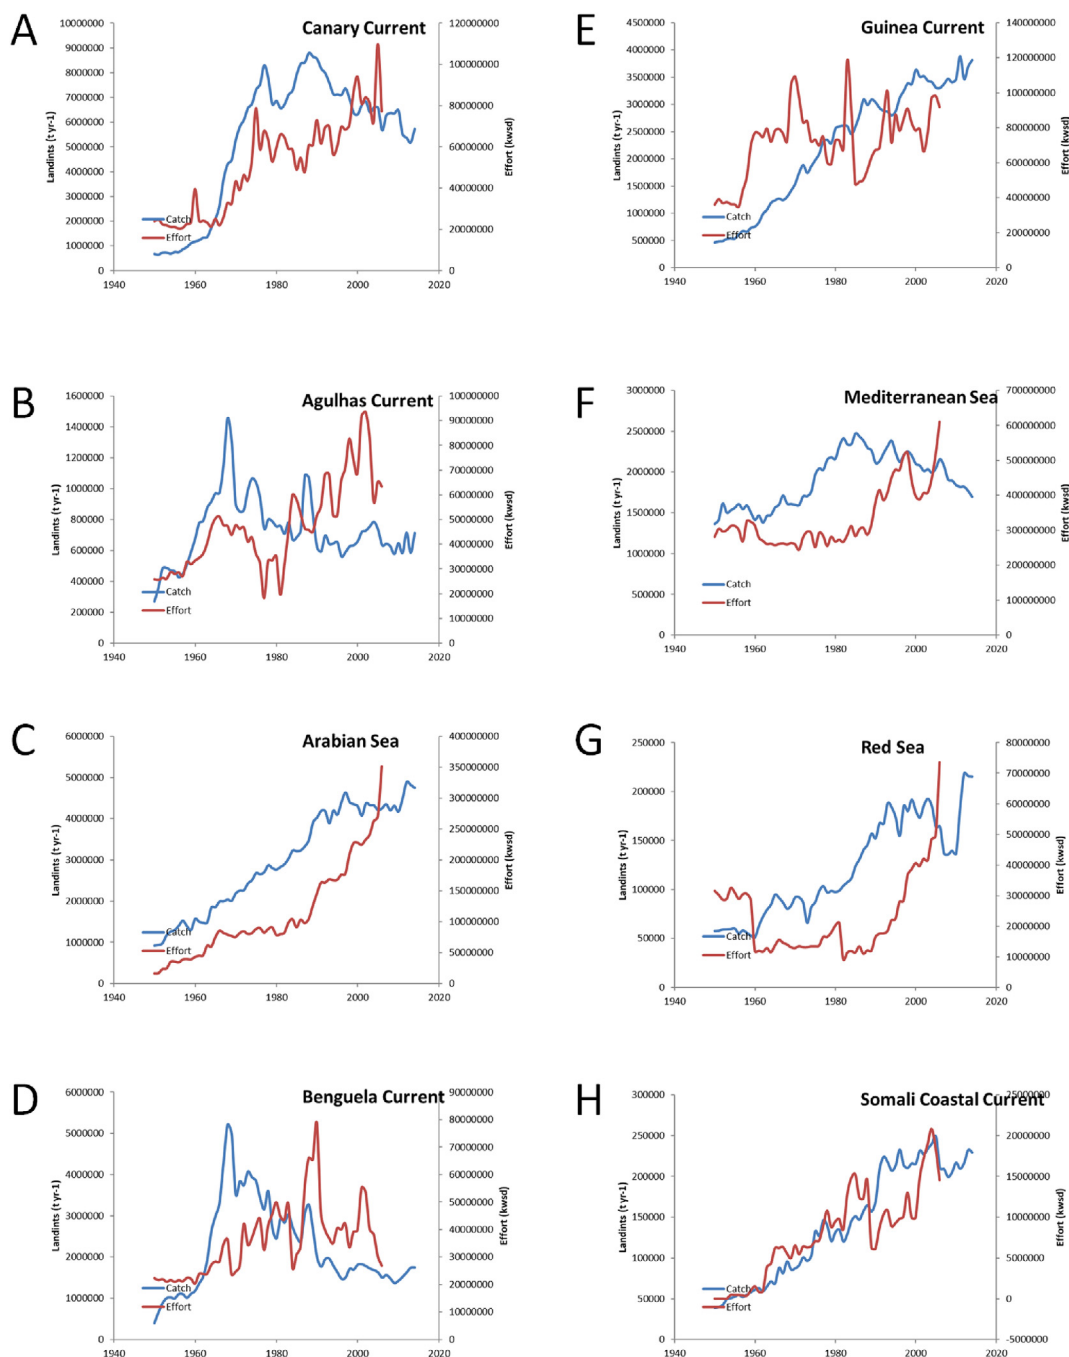 A
Canary Current
Landints (t yr-1)
10000000
9000000
8000000
7000000
6000000
5000000
4000000
3000000
2000000
1000000
0
Catch
Effort
120000000
100000000
80000000
60000000
40000000
20000000
0
Effort (kwsd)
1940 1960 1980 2000 2020
B
Agulhas Current
Landints (t yr-1)
1600000
1400000
1200000
1000000
800000
600000
400000
200000
0
Catch
Effort
100000000
90000000
80000000
70000000
60000000
50000000
40000000
30000000
20000000
10000000
0
Effort (kwsd)
1940 1960 1980 2000 2020
C
Arabian Sea
Landints (t yr-1)
6000000
5000000
4000000
3000000
2000000
1000000
0
Catch
Effort
400000000
350000000
300000000
250000000
200000000
150000000
100000000
50000000
0
Effort (kwsd)
1940 1960 1980 2000 2020
D
Benguela Current
Landints (t yr-1)
6000000
5000000
4000000
3000000
2000000
1000000
0
Catch
Effort
90000000
80000000
70000000
60000000
50000000
40000000
30000000
20000000
10000000
0
Effort (kwsd)
1940 1960 1980 2000 2020
E
Guinea Current
Landints (t yr-1)
4500000
4000000
3500000
3000000
2500000
2000000
1500000
1000000
500000
0
Catch
Effort
140000000
120000000
100000000
80000000
60000000
40000000
20000000
0
Effort (kwsd)
1940 1960 1980 2000 2020
F
Mediterranean Sea
Landints (t yr-1)
3000000
2500000
2000000
1500000
1000000
500000
0
Catch
Effort
700000000
600000000
500000000
400000000
300000000
200000000
100000000
0
Effort (kwsd)
1940 1960 1980 2000 2020
G
Red Sea
Landints (t yr-1)
250000
200000
150000
100000
50000
0
Catch
Effort
80000000
70000000
60000000
50000000
40000000
30000000
20000000
10000000
0
Effort (kwsd)
1940 1960 1980 2000 2020
H
Somali Coastal Current
Landints (t yr-1)
300000
250000
200000
150000
100000
50000
0
Catch
Effort
25000000
20000000
15000000
10000000
5000000
0
-5000000
Effort (kwsd)
1940 1960 1980 2000 2020